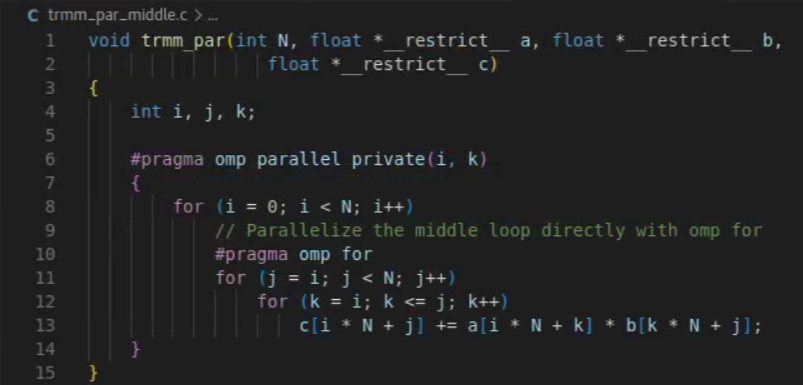 C trmm_par_middle.c > ...
1 void trmm_par(int N, float *__restrict__ a, float *__restrict__ b,
2 float *__restrict__ c)
3 {
4 int i, j, k;
5
6 #pragma omp parallel private(i, k)
7 {
8 for (i = 0; i < N; i++)
9 // Parallelize the middle loop directly with omp for
10 #pragma omp for
11 for (j = i; j < N; j++)
12 for (k = i; k <= j; k++)
13 c[i * N + j] += a[i * N + k] * b[k * N + j];
14 }
15 }